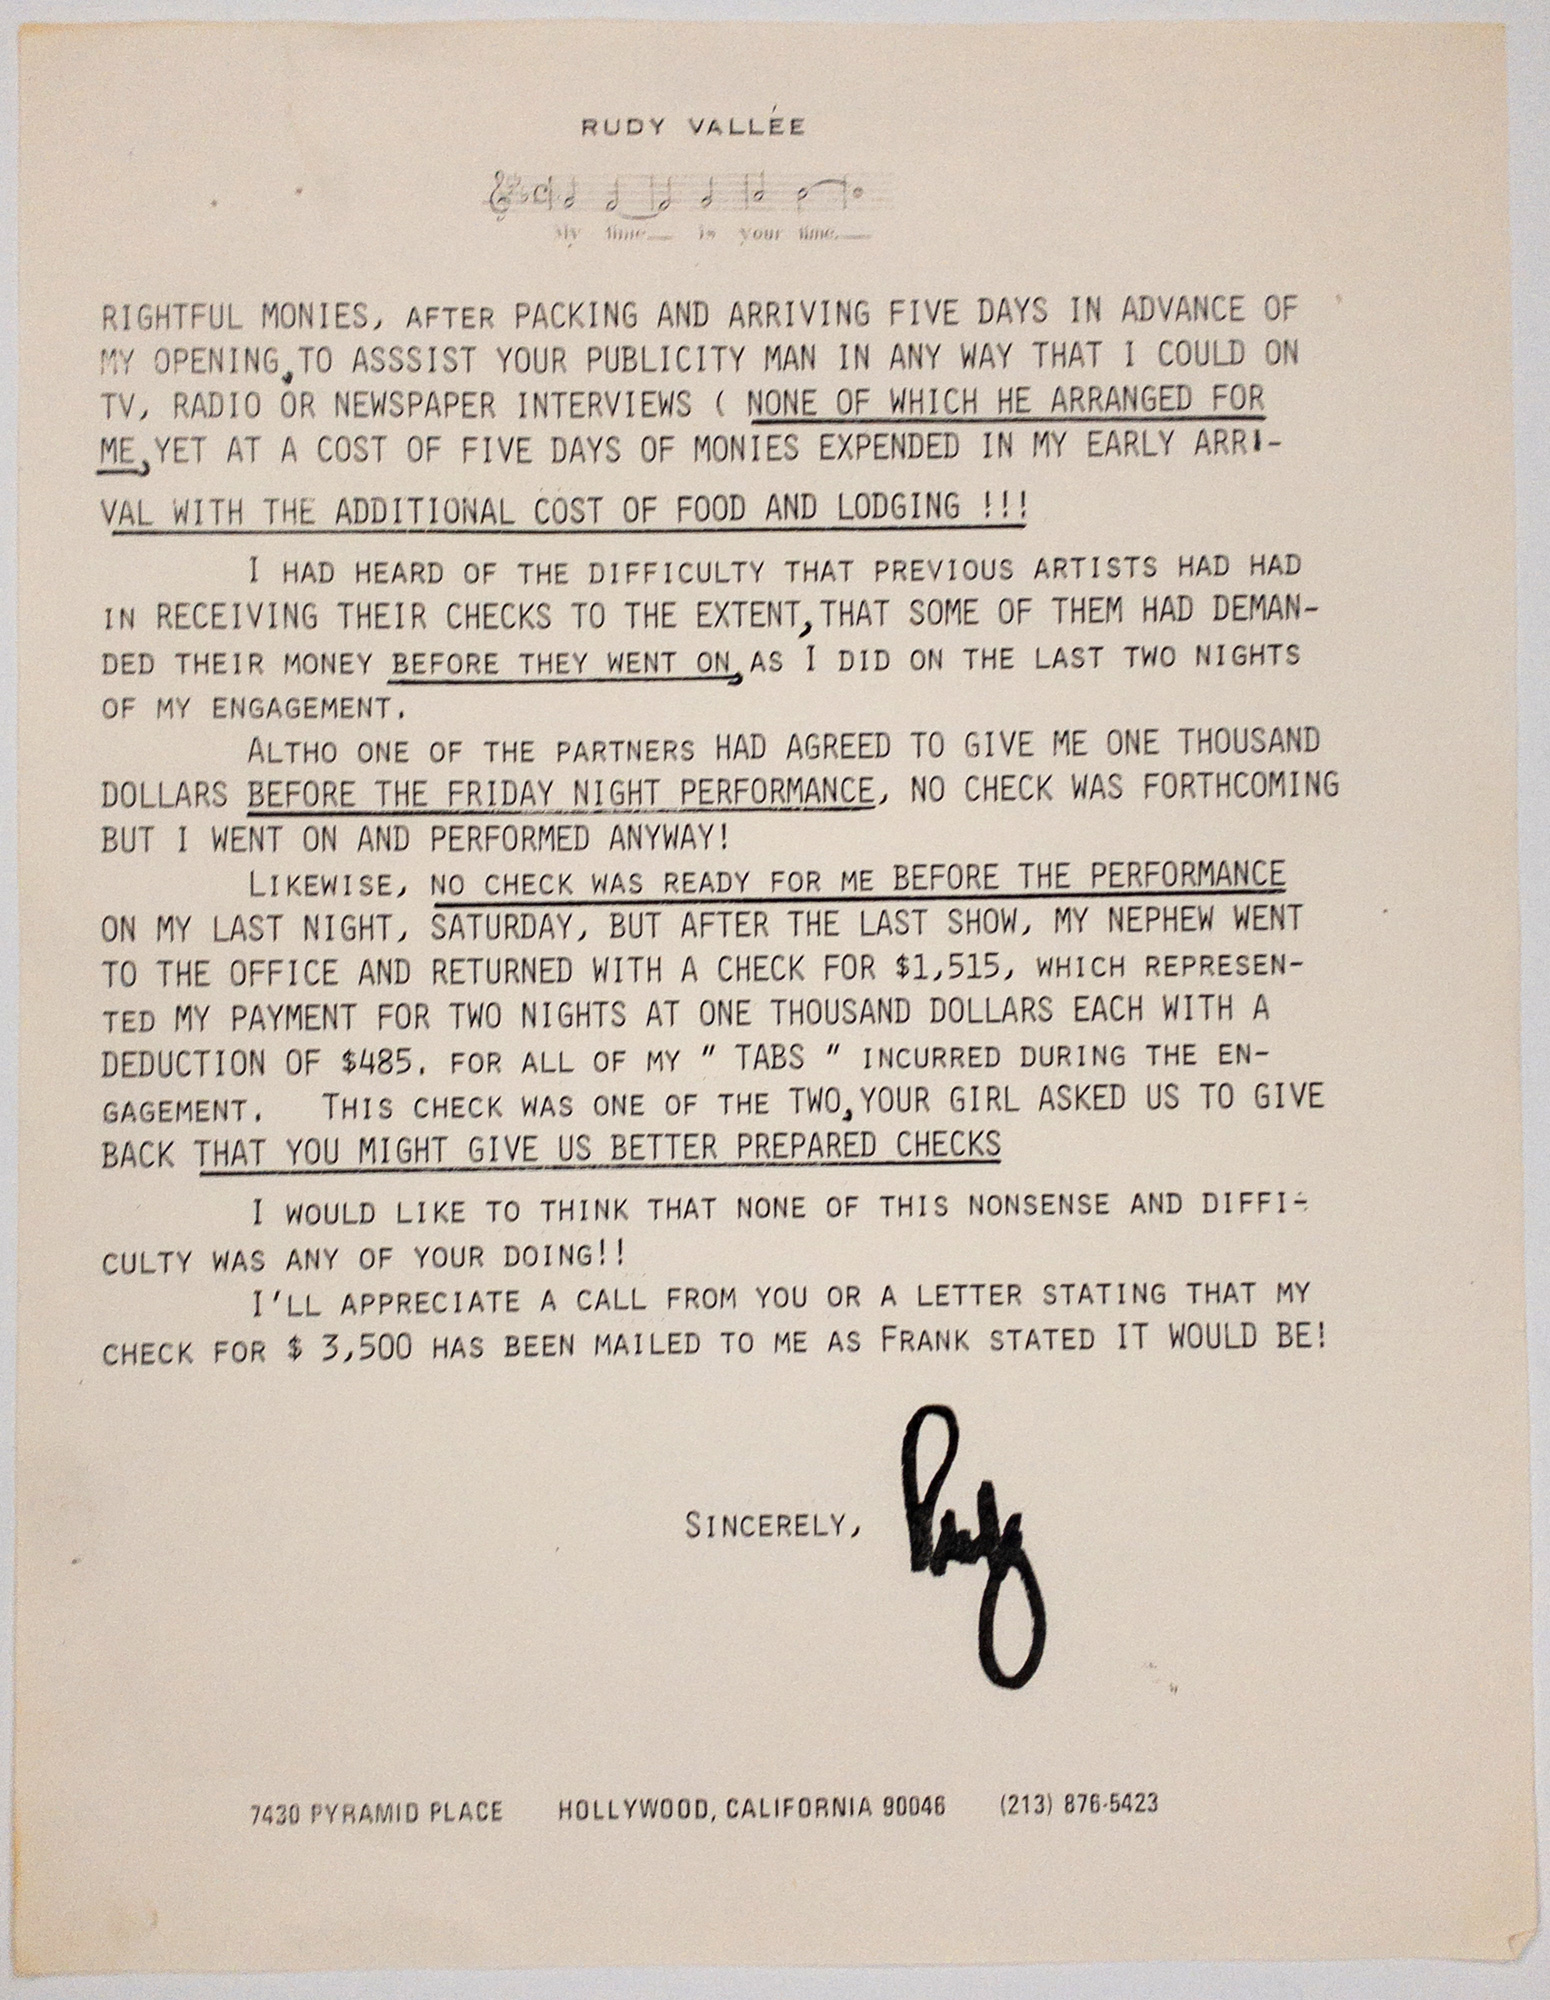 RUDY VALLÉE
My time is your time.
RIGHTFUL MONIES, AFTER PACKING AND ARRIVING FIVE DAYS IN ADVANCE OF
MY OPENING, TO ASSSIST YOUR PUBLICITY MAN IN ANY WAY THAT I COULD ON
TV, RADIO OR NEWSPAPER INTERVIEWS ( NONE OF WHICH HE ARRANGED FOR
ME, YET AT A COST OF FIVE DAYS OF MONIES EXPENDED IN MY EARLY ARRI-
VAL WITH THE ADDITIONAL COST OF FOOD AND LODGING !!!
I HAD HEARD OF THE DIFFICULTY THAT PREVIOUS ARTISTS HAD HAD
IN RECEIVING THEIR CHECKS TO THE EXTENT, THAT SOME OF THEM HAD DEMAN-
DED THEIR MONEY BEFORE THEY WENT ON, AS I DID ON THE LAST TWO NIGHTS
OF MY ENGAGEMENT.
ALTHO ONE OF THE PARTNERS HAD AGREED TO GIVE ME ONE THOUSAND
DOLLARS BEFORE THE FRIDAY NIGHT PERFORMANCE, NO CHECK WAS FORTHCOMING
BUT I WENT ON AND PERFORMED ANYWAY!
LIKEWISE, NO CHECK WAS READY FOR ME BEFORE THE PERFORMANCE
ON MY LAST NIGHT, SATURDAY, BUT AFTER THE LAST SHOW, MY NEPHEW WENT
TO THE OFFICE AND RETURNED WITH A CHECK FOR $1,515, WHICH REPRESEN-
TED MY PAYMENT FOR TWO NIGHTS AT ONE THOUSAND DOLLARS EACH WITH A
DEDUCTION OF $485. FOR ALL OF MY " TABS " INCURRED DURING THE EN-
GAGEMENT. THIS CHECK WAS ONE OF THE TWO, YOUR GIRL ASKED US TO GIVE
BACK THAT YOU MIGHT GIVE US BETTER PREPARED CHECKS
I WOULD LIKE TO THINK THAT NONE OF THIS NONSENSE AND DIFFI-
CULTY WAS ANY OF YOUR DOING!!
I'LL APPRECIATE A CALL FROM YOU OR A LETTER STATING THAT MY
CHECK FOR $ 3,500 HAS BEEN MAILED TO ME AS FRANK STATED IT WOULD BE!
SINCERELY, Rudy
7430 PYRAMID PLACE HOLLYWOOD, CALIFORNIA 90046 (213) 876-5423